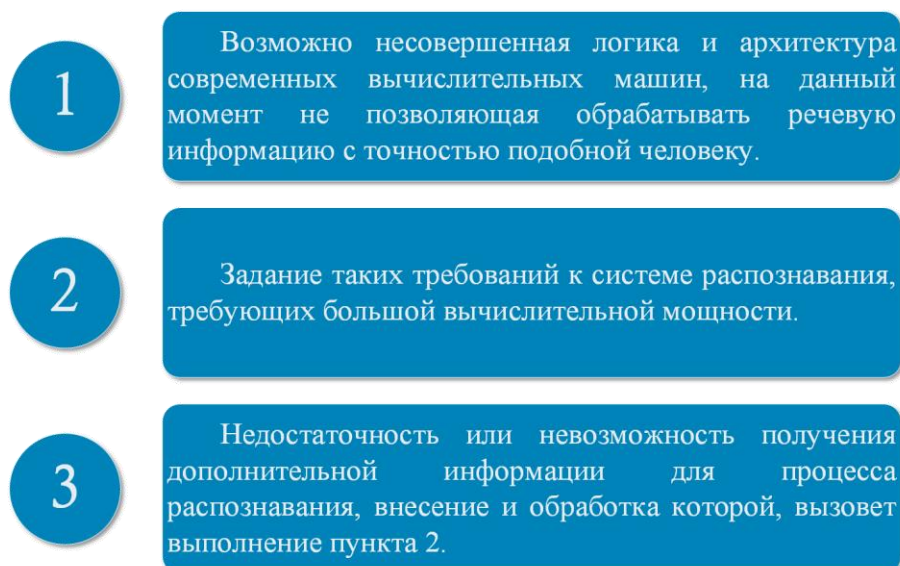 1
Возможно несовершенная логика и архитектура
современных вычислительных машин, на данный
момент не позволяющая обрабатывать речевую
информацию с точностью подобной человеку.
2
Задание таких требований к системе распознавания,
требующих большой вычислительной мощности.
3
Недостаточность или невозможность получения
дополнительной информации для процесса
распознавания, внесение и обработка которой, вызовет
выполнение пункта 2.